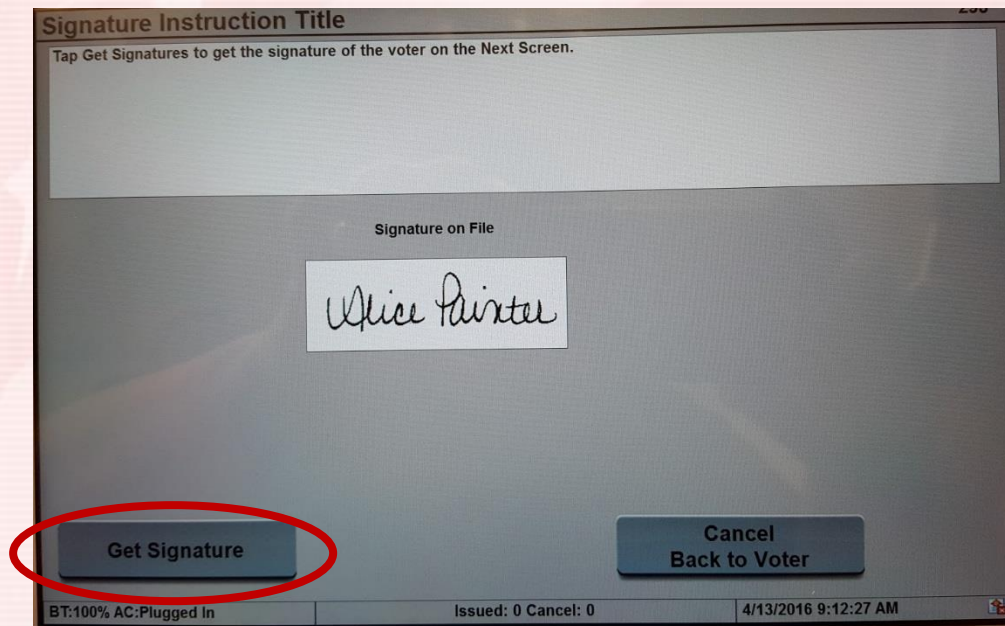 Signature Instruction Title
Tap Get Signatures to get the signature of the voter on the Next Screen.
Signature on File
Alice Painter
Get Signature
Cancel
Back to Voter
BT:100% AC:Plugged In
Issued: 0 Cancel: 0
4/13/2016 9:12:27 AM